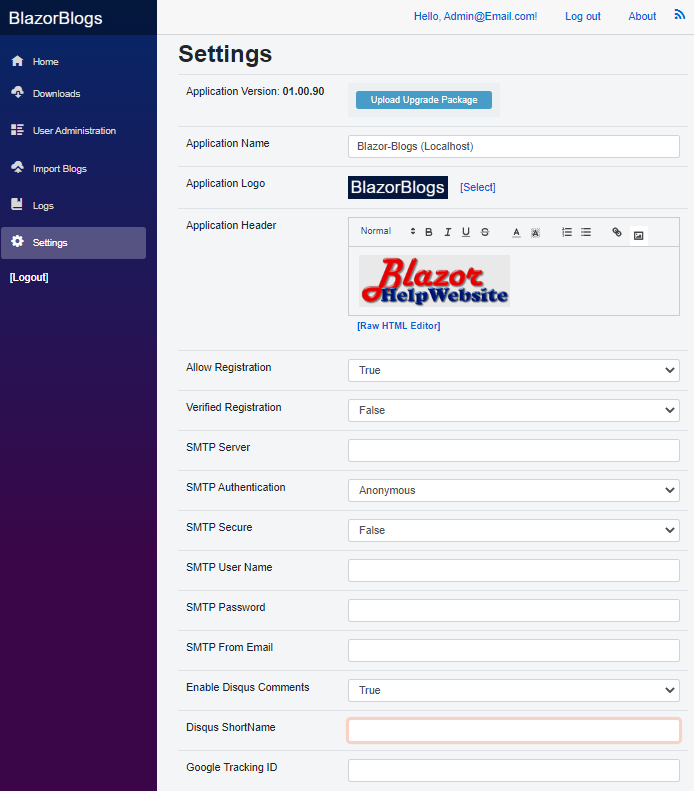 BlazorBlogs
Hello, Admin@Email.com! Log out About
Home
Downloads
User Administration
Import Blogs
Logs
Settings
[Logout]
Settings
Application Version: 01.00.90 Upload Upgrade Package
Application Name Blazor-Blogs (Localhost)
Application Logo BlazorBlogs [Select]
Application Header Normal B I U S A A
Blazor
HelpWebsite
[Raw HTML Editor]
Allow Registration True
Verified Registration False
SMTP Server
SMTP Authentication Anonymous
SMTP Secure False
SMTP User Name
SMTP Password
SMTP From Email
Enable Disqus Comments True
Disqus ShortName
Google Tracking ID